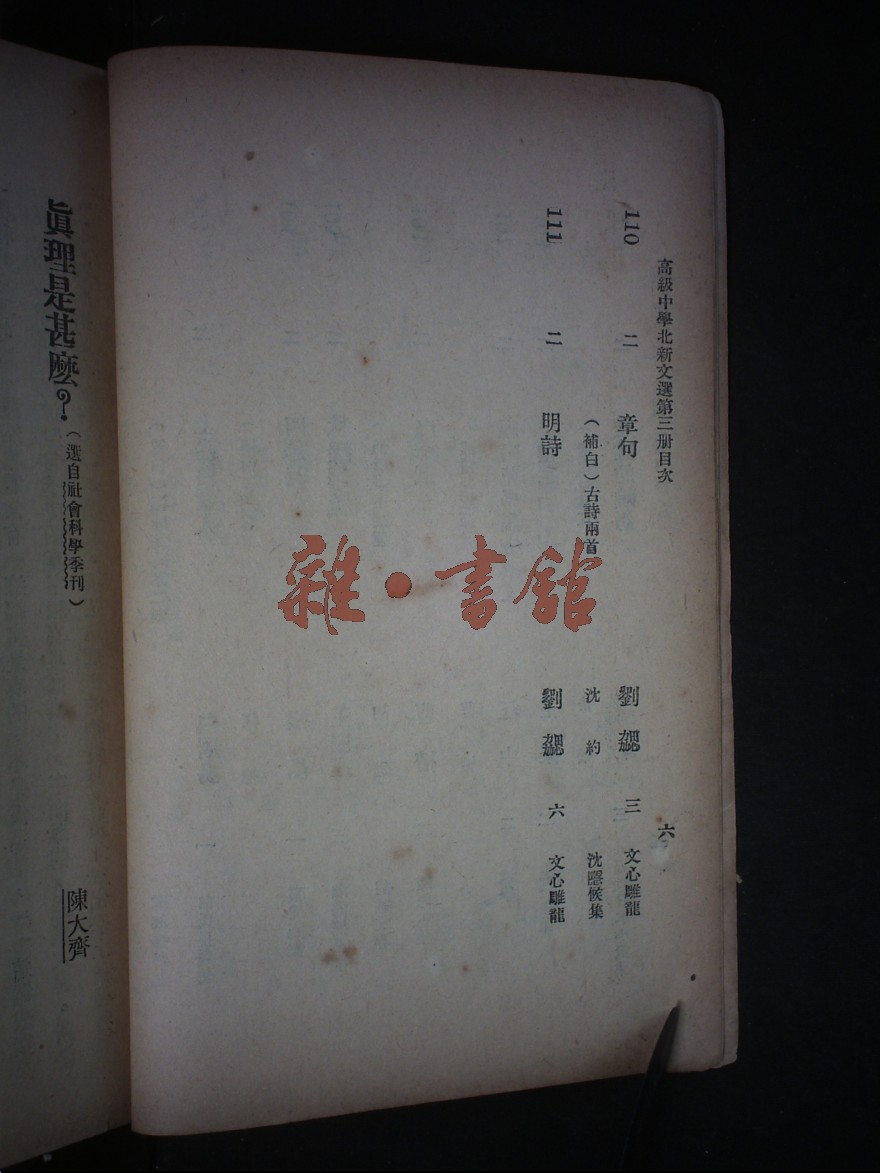 高級中學北新文選第三册目次　六
110　二　章句　劉勰　三　文心雕龍
（補白）古詩兩首　沈約　沈隱候集
111　二　明詩　劉勰　六　文心雕龍
眞理是甚麼？（選自社會科學季刊）　陳大齊
雜・書館